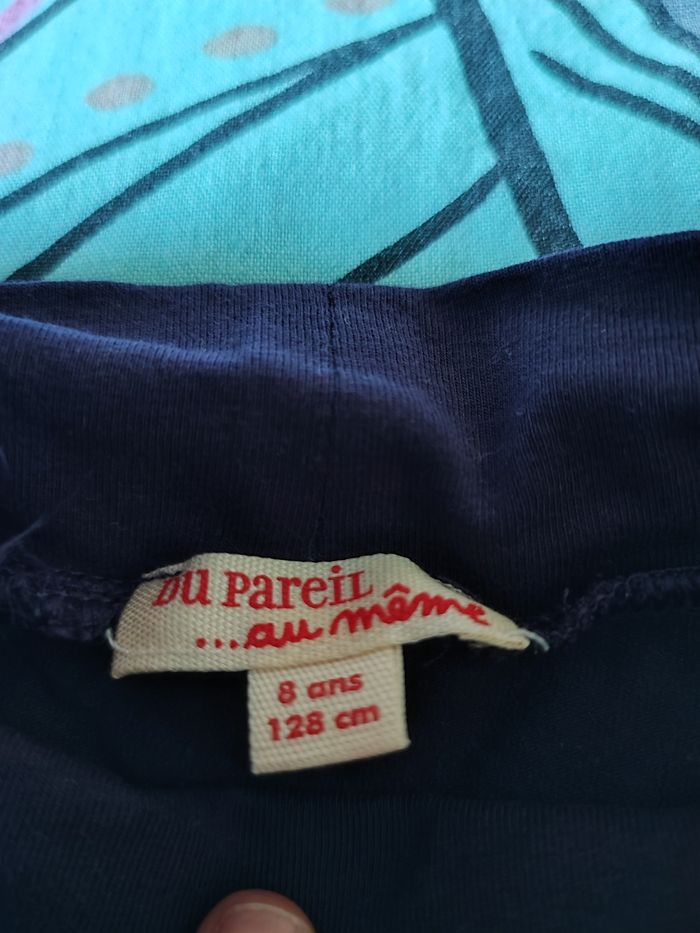 DU Pareil
...au même
8 ans
128 cm